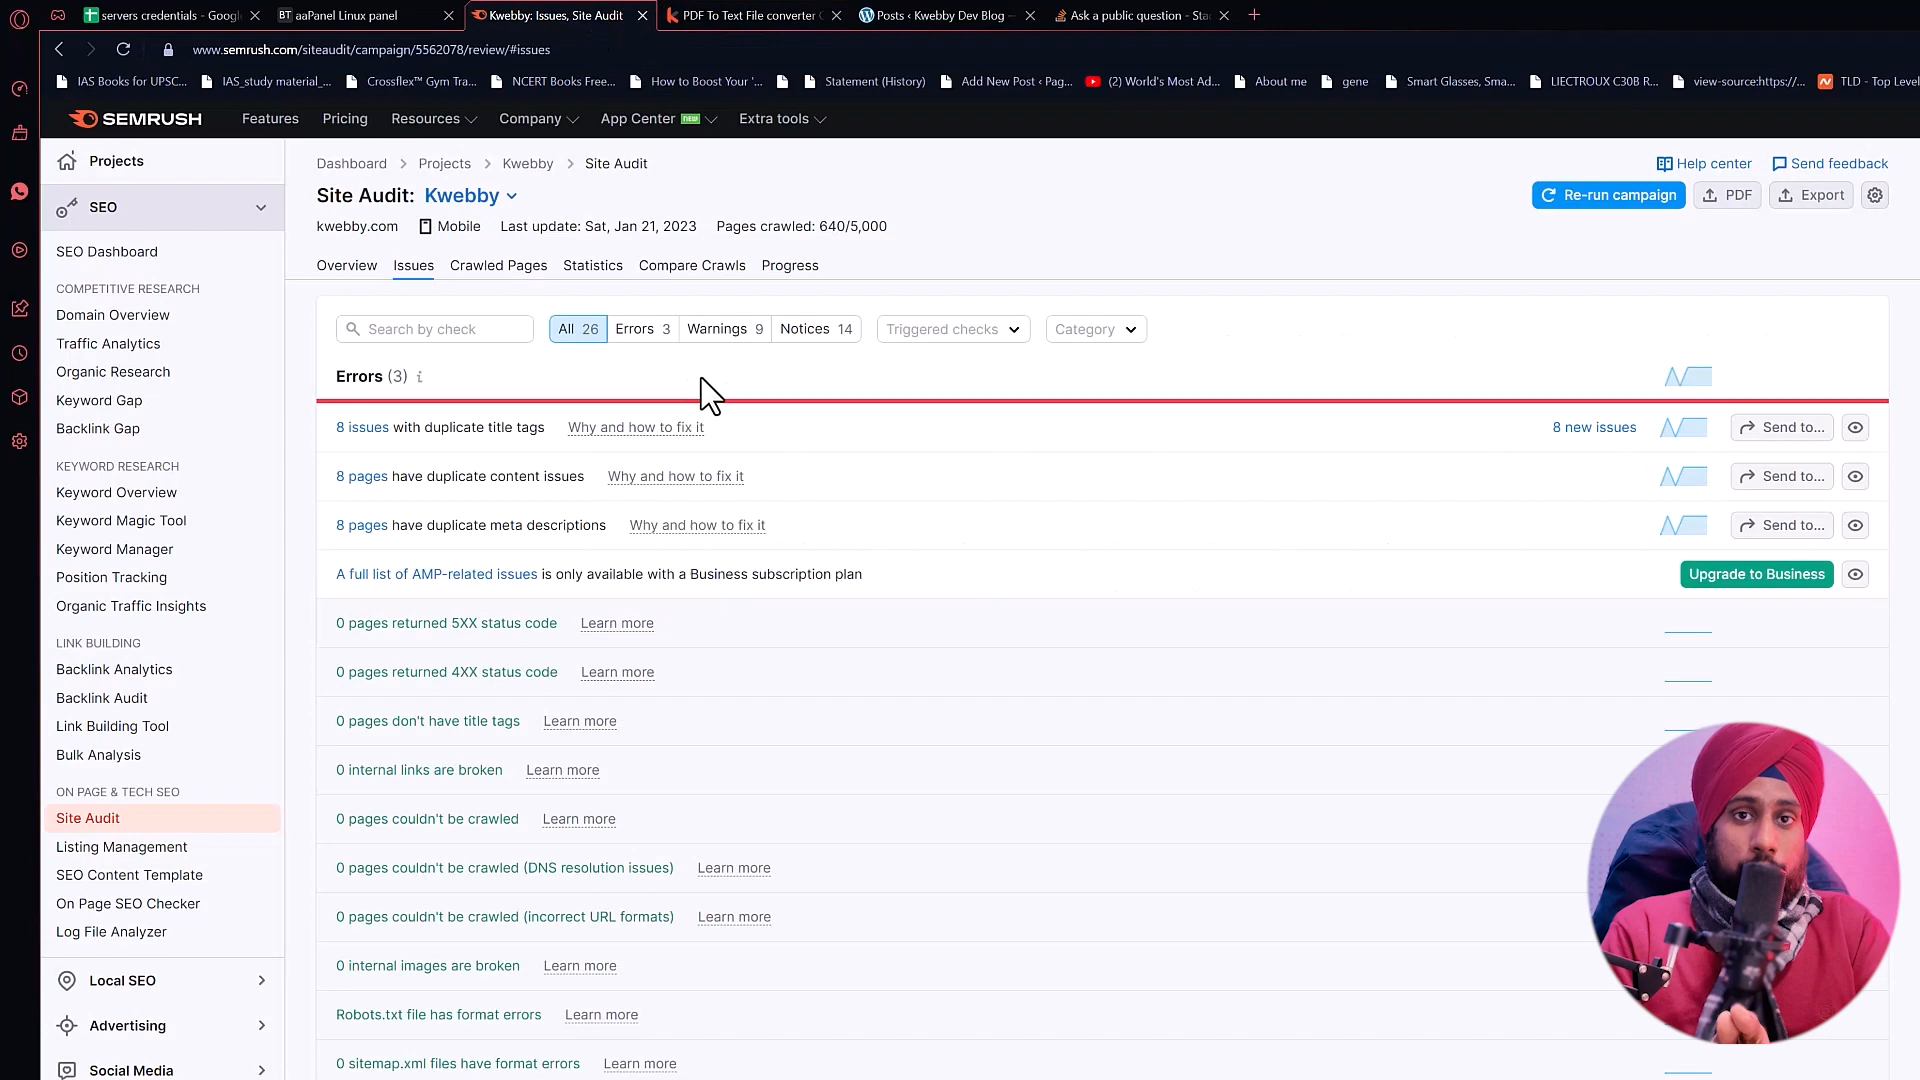 servers credentials - Googl
aaPanel Linux panel
Kwebby: Issues, Site Audit
PDF To Text File converter
Posts ‹ Kwebby Dev Blog —
Ask a public question - Sta
www.semrush.com/siteaudit/campaign/5562078/review/#issues
IAS Books for UPSC...
IAS_study material_...
Crossflex™ Gym Tra...
NCERT Books Free...
How to Boost Your '...
Statement (History)
Add New Post ‹ Pag...
(2) World's Most Ad...
About me
gene
Smart Glasses, Sma...
LIECTROUX C30B R...
view-source:https://...
TLD - Top Level
SEMRUSH
Features
Pricing
Resources
Company
App Center NEW
Extra tools
Projects
SEO
SEO Dashboard
COMPETITIVE RESEARCH
Domain Overview
Traffic Analytics
Organic Research
Keyword Gap
Backlink Gap
KEYWORD RESEARCH
Keyword Overview
Keyword Magic Tool
Keyword Manager
Position Tracking
Organic Traffic Insights
LINK BUILDING
Backlink Analytics
Backlink Audit
Link Building Tool
Bulk Analysis
ON PAGE & TECH SEO
Site Audit
Listing Management
SEO Content Template
On Page SEO Checker
Log File Analyzer
Local SEO
Advertising
Social Media
Dashboard > Projects > Kwebby > Site Audit
Help center
Send feedback
Site Audit: Kwebby
Re-run campaign
PDF
Export
kwebby.com
Mobile
Last update: Sat, Jan 21, 2023
Pages crawled: 640/5,000
Overview
Issues
Crawled Pages
Statistics
Compare Crawls
Progress
Search by check
All 26
Errors 3
Warnings 9
Notices 14
Triggered checks
Category
Errors (3) i
8 issues with duplicate title tags Why and how to fix it 8 new issues Send to...
8 pages have duplicate content issues Why and how to fix it Send to...
8 pages have duplicate meta descriptions Why and how to fix it Send to...
A full list of AMP-related issues is only available with a Business subscription plan Upgrade to Business
0 pages returned 5XX status code Learn more
0 pages returned 4XX status code Learn more
0 pages don't have title tags Learn more
0 internal links are broken Learn more
0 pages couldn't be crawled Learn more
0 pages couldn't be crawled (DNS resolution issues) Learn more
0 pages couldn't be crawled (incorrect URL formats) Learn more
0 internal images are broken Learn more
Robots.txt file has format errors Learn more
0 sitemap.xml files have format errors Learn more